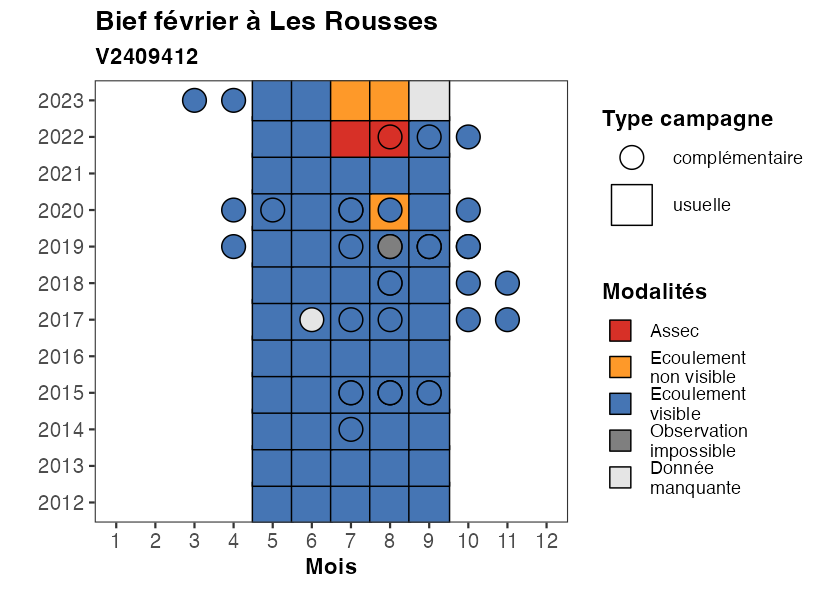 Bief février à Les Rousses
V2409412
2023
2022
2021
2020
2019
2018
2017
2016
2015
2014
2013
2012
1 2 3 4 5 6 7 8 9 10 11 12
Mois
Type campagne
complémentaire
usuelle
Modalités
Assec
Ecoulement
non visible
Ecoulement
visible
Observation
impossible
Donnée
manquante